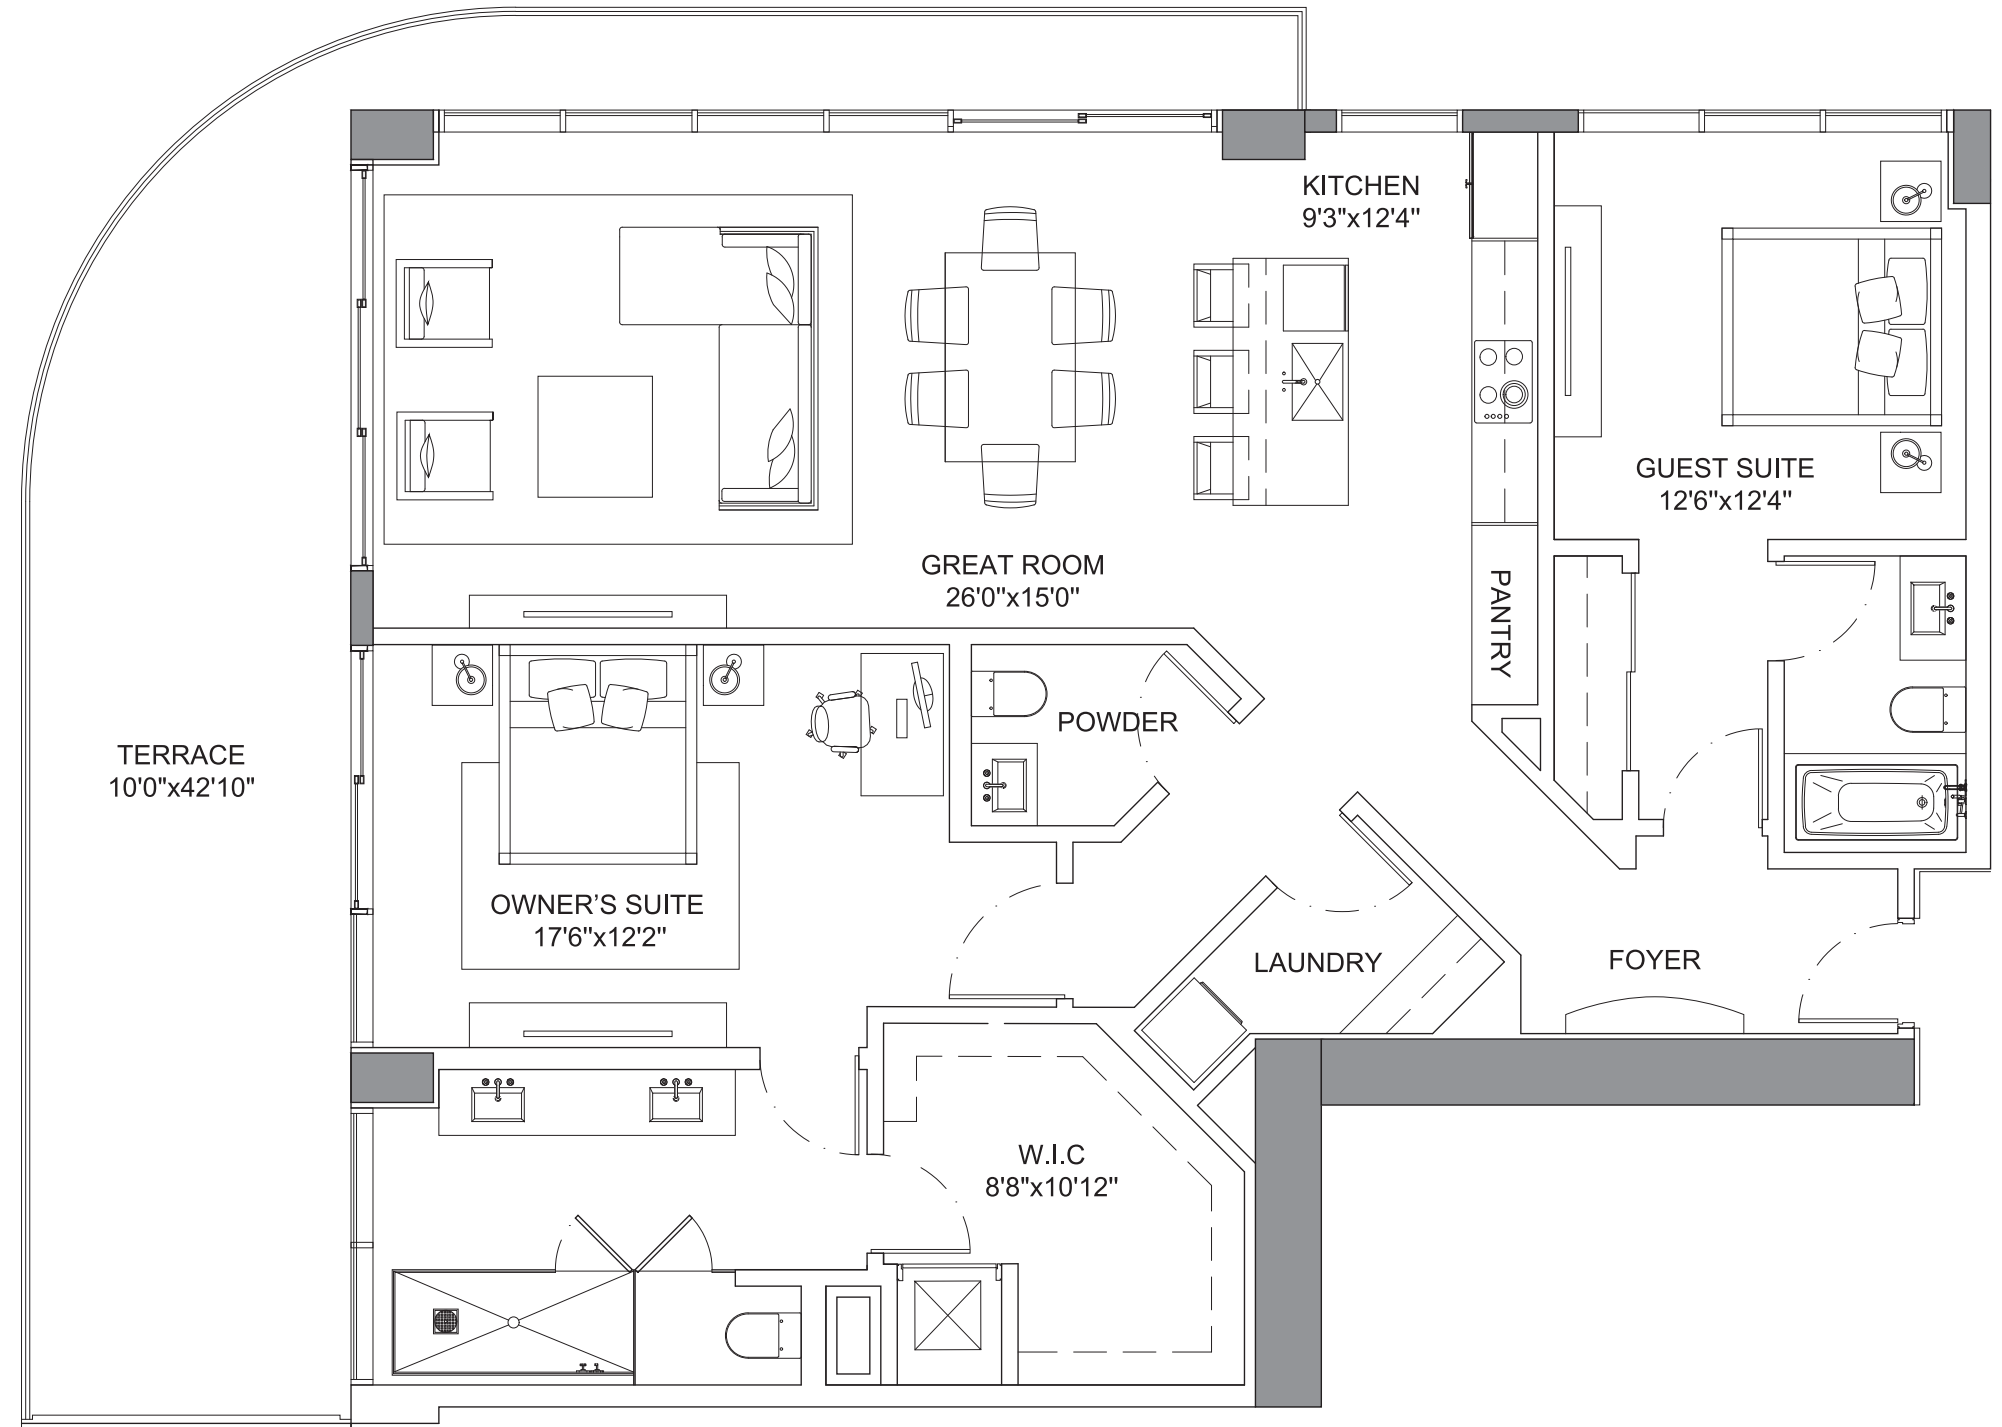 KITCHEN
9'3"x12'4"
GUEST SUITE
12'6"x12'4"
GREAT ROOM
26'0"x15'0"
PANTRY
POWDER
TERRACE
10'0"x42'10"
OWNER'S SUITE
17'6"x12'2"
LAUNDRY
FOYER
W.I.C
8'8"x10'12"